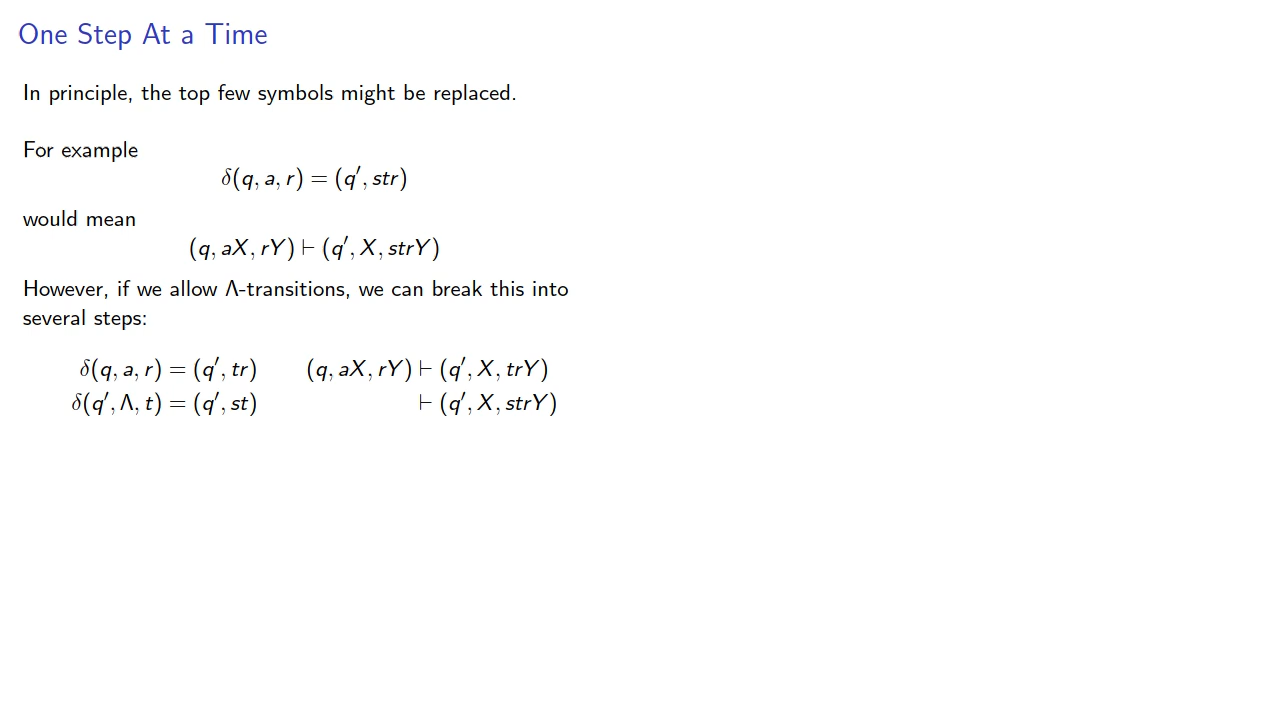 One Step At a Time
In principle, the top few symbols might be replaced.
For example
δ(q, a, r) = (q′, str)
would mean
(q, aX, rY) ⊢ (q′, X, strY)
However, if we allow Λ-transitions, we can break this into
several steps:
δ(q, a, r) = (q′, tr) (q, aX, rY) ⊢ (q′, X, trY)
δ(q′, Λ, t) = (q′, st) ⊢ (q′, X, strY)